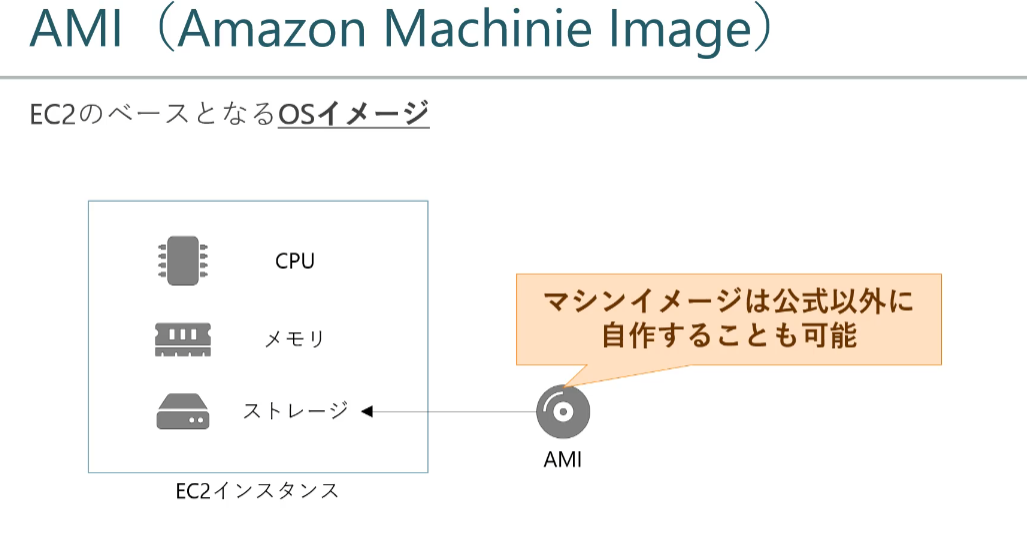 AMI（Amazon Machinie Image）
EC2のベースとなるOSイメージ
CPU
メモリ
ストレージ
EC2インスタンス
マシンイメージは公式以外に
自作することも可能
AMI